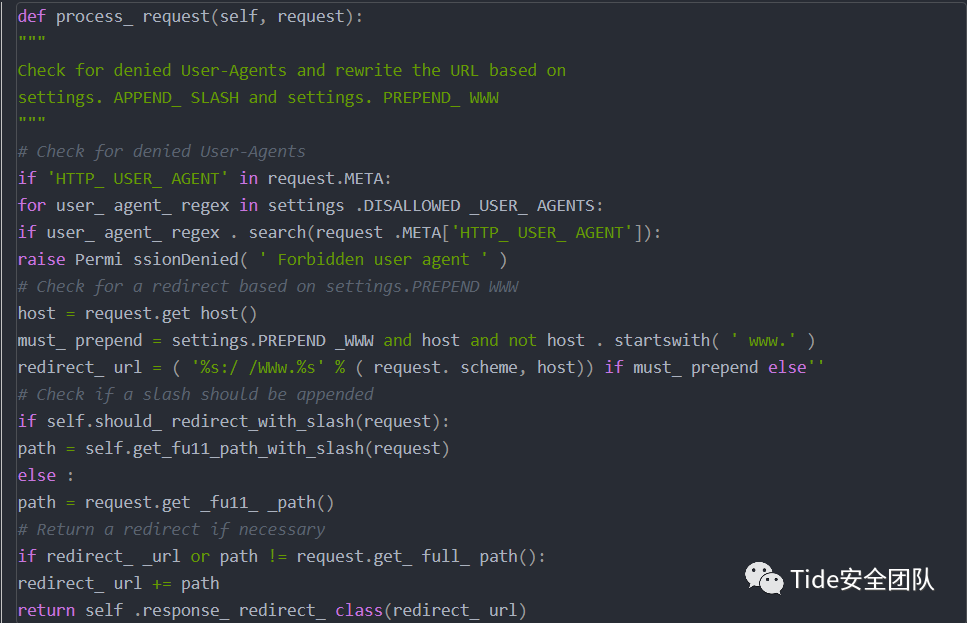 def process_ request(self, request):
"""
Check for denied User-Agents and rewrite the URL based on
settings. APPEND_ SLASH and settings. PREPEND_ WWW
"""
# Check for denied User-Agents
if 'HTTP_ USER_ AGENT' in request.META:
for user_ agent_ regex in settings .DISALLOWED _USER_ AGENTS:
if user_ agent_ regex . search(request .META['HTTP_ USER_ AGENT']):
raise Permi ssionDenied( ' Forbidden user agent ' )
# Check for a redirect based on settings.PREPEND WWW
host = request.get host()
must_ prepend = settings.PREPEND _WWW and host and not host . startswith( ' www.' )
redirect_ url = ( '%s:/ /Www.%s' % ( request. scheme, host)) if must_ prepend else''
# Check if a slash should be appended
if self.should_ redirect_with_slash(request):
path = self.get_fu11_path_with_slash(request)
else :
path = request.get _fu11_ _path()
# Return a redirect if necessary
if redirect_ _url or path != request.get_ full_ path():
redirect_ url += path
return self .response_ redirect_ class(redirect_ url)
Tide安全团队